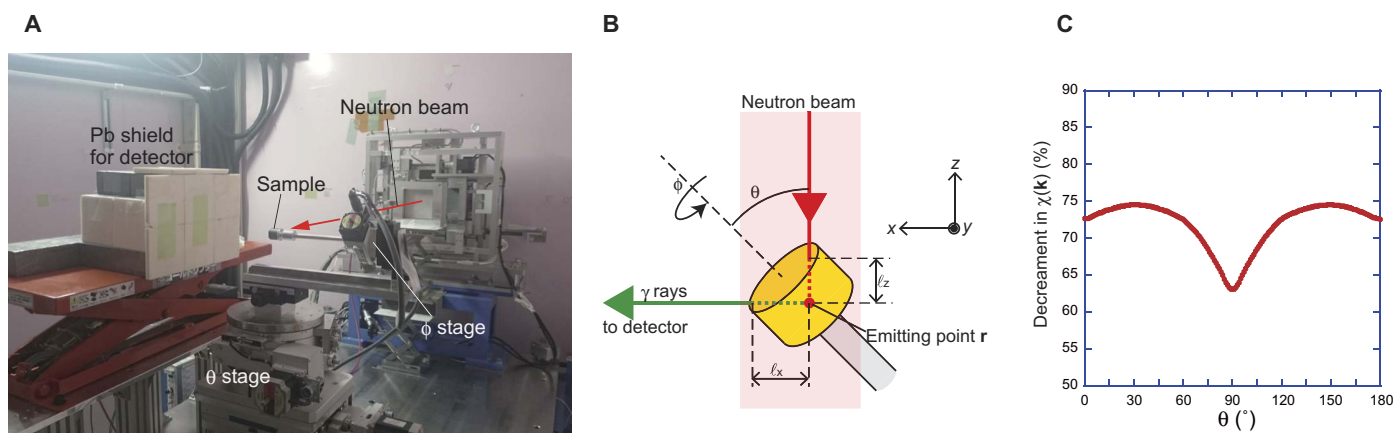 A
Neutron beam
Pb shield
for detector
Sample
ϕ stage
θ stage
B
Neutron beam
ϕ
θ
z
x
y
ℓz
γ rays
to detector
Emitting point r
ℓx
C
Decreament in χ(k) (%)
90
85
80
75
70
65
60
55
50
0
30
60
90
120
150
180
θ (°)